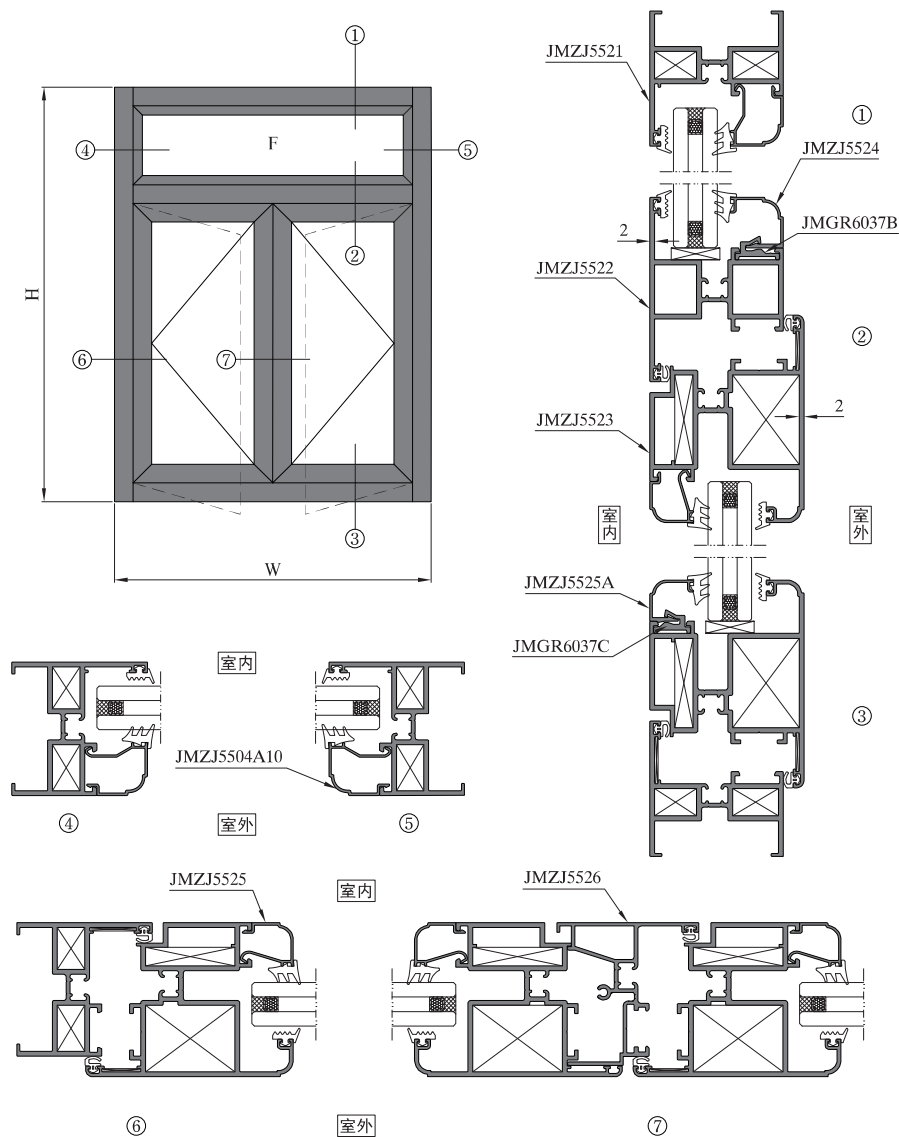 ①
JMZJ5521
①
F
④
⑤
JMZJ5524
2
JMGR6037B
②
JMZJ5522
H
②
⑥
⑦
2
JMZJ5523
室内
室外
③
W
JMZJ5525A
JMGR6037C
室内
③
JMZJ5504A10
④
室外
⑤
JMZJ5525
室内
JMZJ5526
⑥
室外
⑦